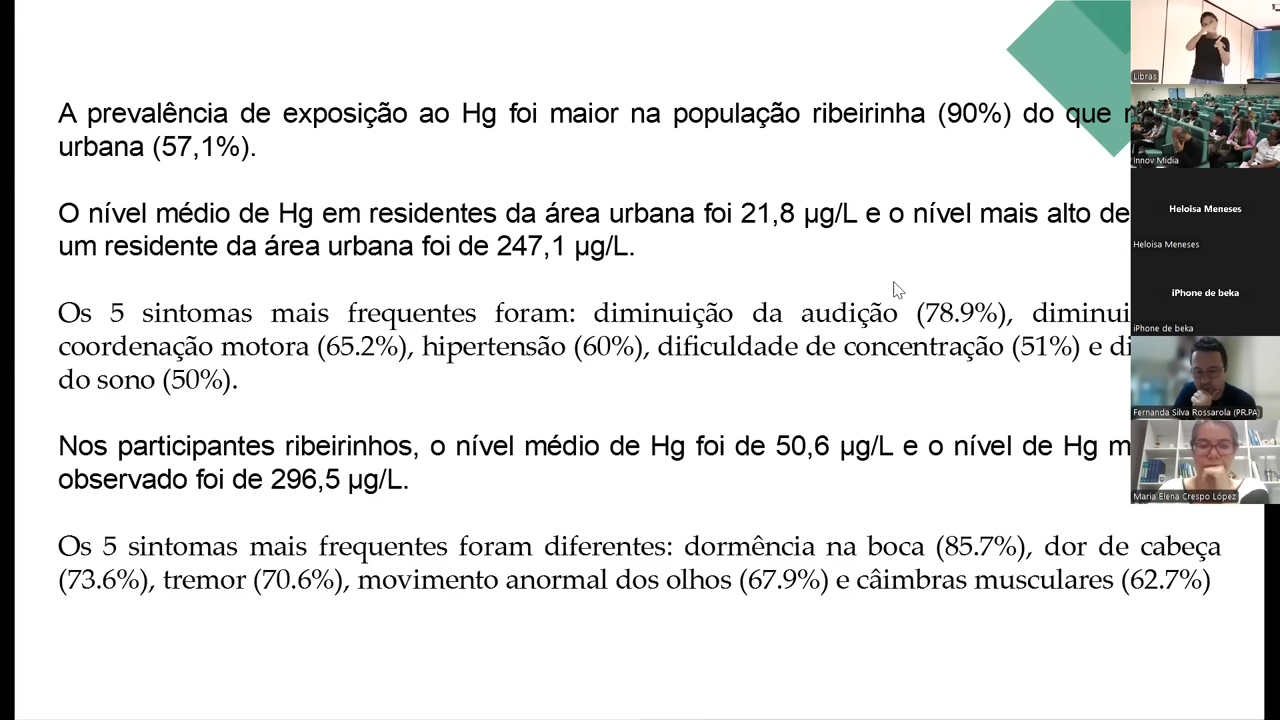 A prevalência de exposição ao Hg foi maior na população ribeirinha (90%) do que
urbana (57,1%).
O nível médio de Hg em residentes da área urbana foi 21,8 µg/L e o nível mais alto de
um residente da área urbana foi de 247,1 µg/L.
Os 5 sintomas mais frequentes foram: diminuição da audição (78.9%),
coordenação motora (65.2%), hipertensão (60%), dificuldade de concentração (51%) e
do sono (50%).
Nos participantes ribeirinhos, o nível médio de Hg foi de 50,6 µg/L e o nível de Hg
observado foi de 296,5 µg/L.
Os 5 sintomas mais frequentes foram diferentes: dormência na boca (85.7%), dor de cabeça
(73.6%), tremor (70.6%), movimento anormal dos olhos (67.9%) e câimbras musculares (62.7%)
Libras
Innov Midia
Heloisa Meneses
Heloisa Meneses
iPhone de beka
iPhone de beka
Fernanda Silva Rossarola (PR.PA)
Maria Elena Crespo López